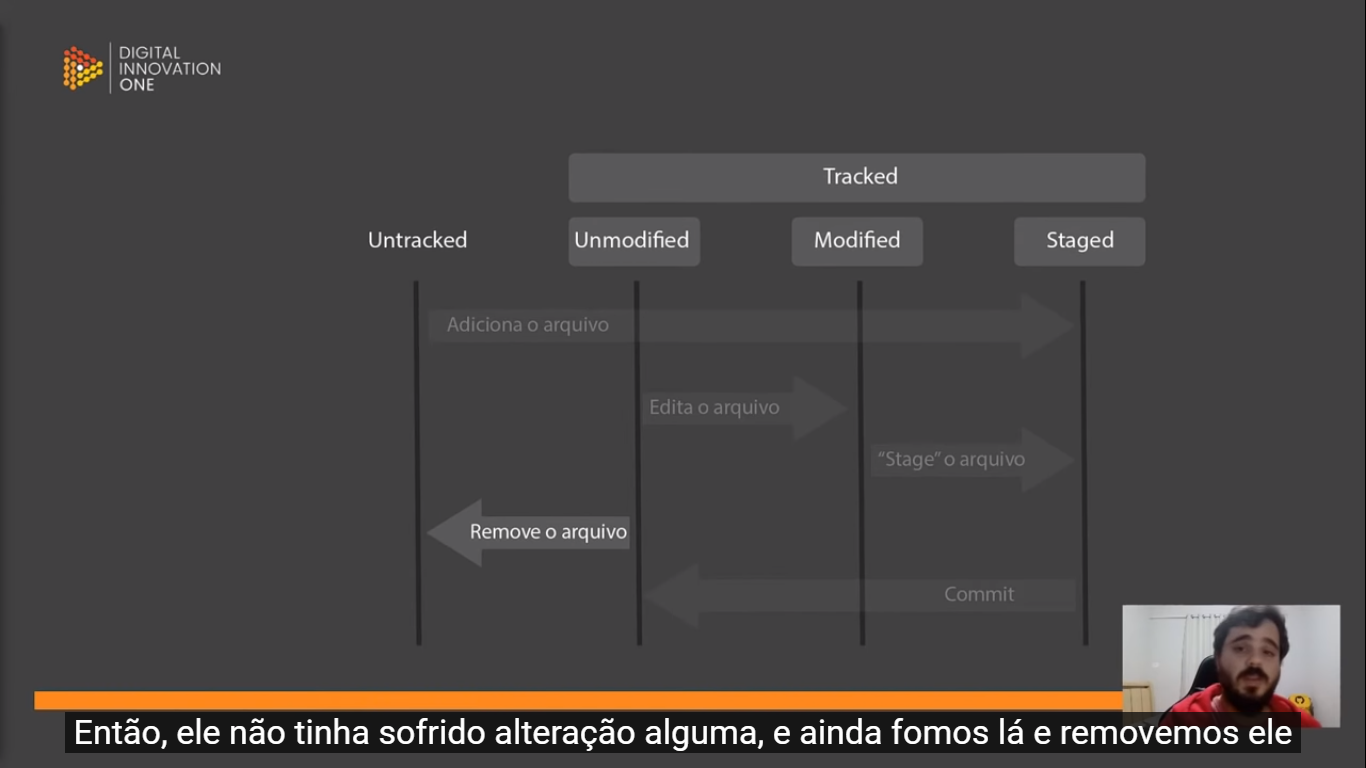 DIGITAL
INNOVATION
ONE
Tracked
Untracked
Unmodified
Modified
Staged
Adiciona o arquivo
Edita o arquivo
“Stage” o arquivo
Remove o arquivo
Commit
Então, ele não tinha sofrido alteração alguma, e ainda fomos lá e removemos ele